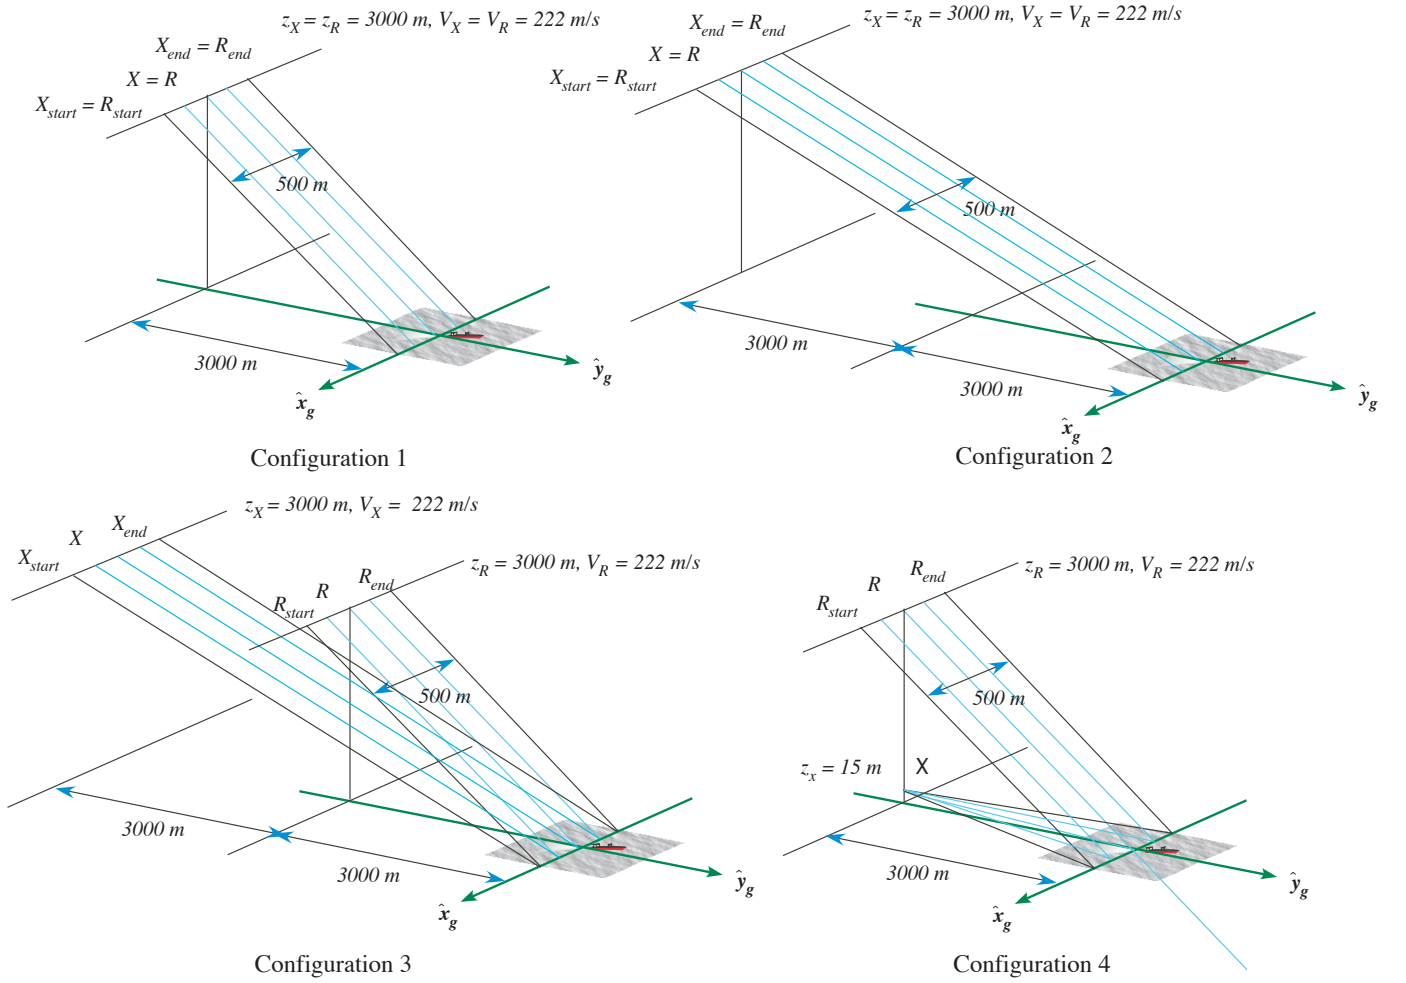 z_X = z_R = 3000 m, V_X = V_R = 222 m/s
X_end = R_end
X = R
X_start = R_start
500 m
3000 m
x̂_g
ŷ_g
Configuration 1
z_X = z_R = 3000 m, V_X = V_R = 222 m/s
X_end = R_end
X = R
X_start = R_start
500 m
3000 m
3000 m
x̂_g
ŷ_g
Configuration 2
z_X = 3000 m, V_X = 222 m/s
X_end
X
X_start
z_R = 3000 m, V_R = 222 m/s
R_end
R
R_start
500 m
3000 m
3000 m
x̂_g
ŷ_g
Configuration 3
z_R = 3000 m, V_R = 222 m/s
R_end
R
R_start
500 m
z_x = 15 m
X
3000 m
x̂_g
ŷ_g
Configuration 4